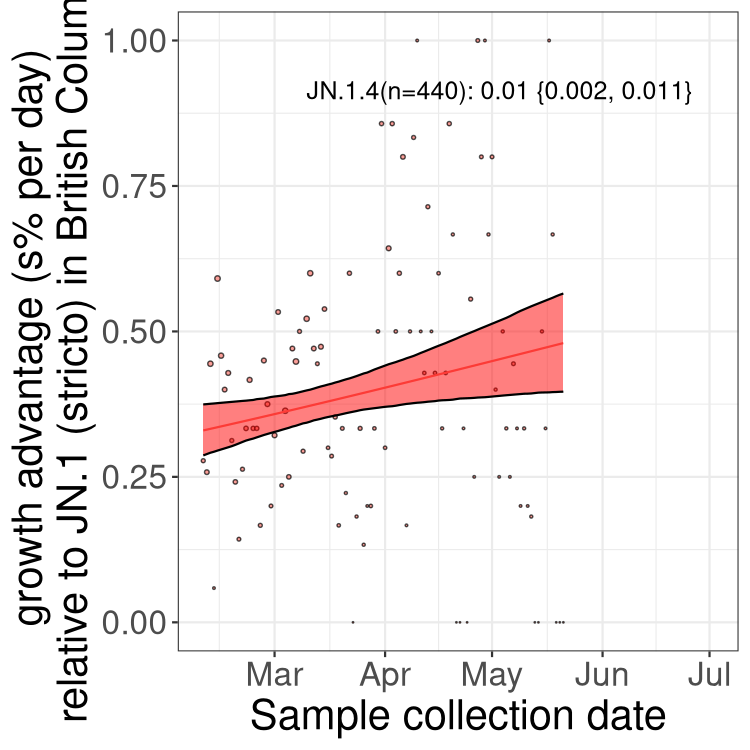 growth advantage (s% per day)
relative to JN.1 (stricto) in British Colum
1.00
0.75
0.50
0.25
0.00
JN.1.4(n=440): 0.01 {0.002, 0.011}
Mar Apr May Jun Jul
Sample collection date